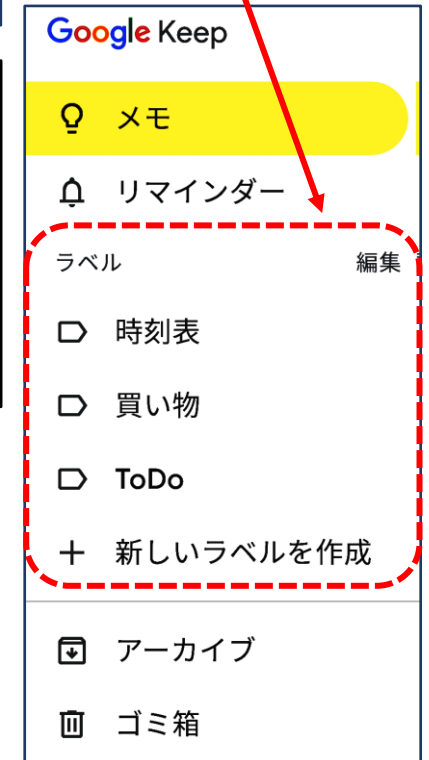 Google Keep
メモ
リマインダー
ラベル 編集
時刻表
買い物
ToDo
新しいラベルを作成
アーカイブ
ゴミ箱